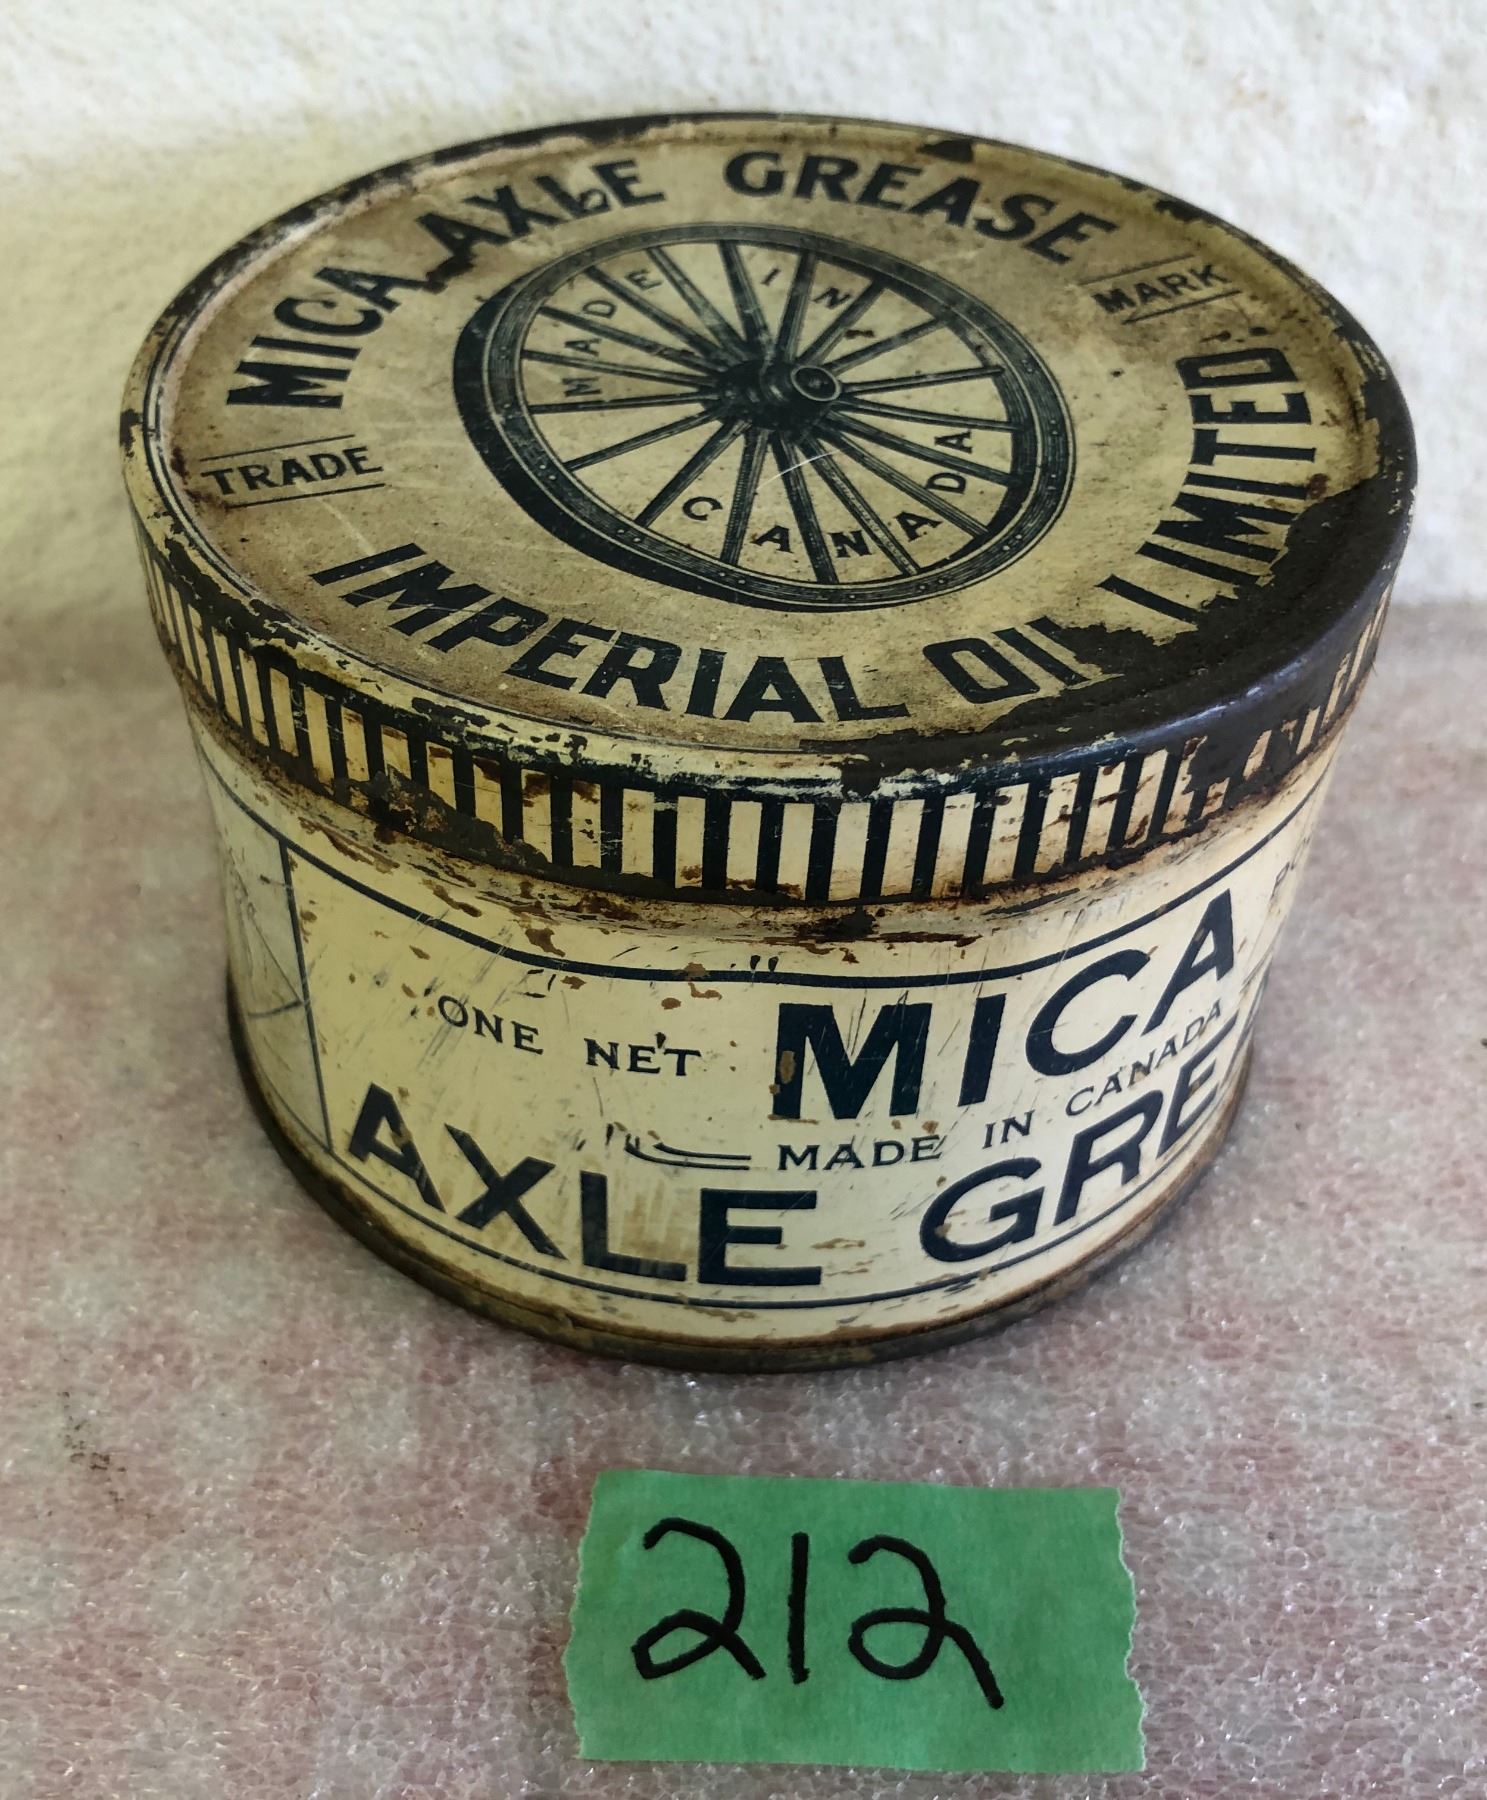 MICA AXLE GREASE
TRADE MARK
MADE IN
CANADA
IMPERIAL OIL LIMITED
ONE NET MICA
MADE IN CANADA
AXLE GRE
212